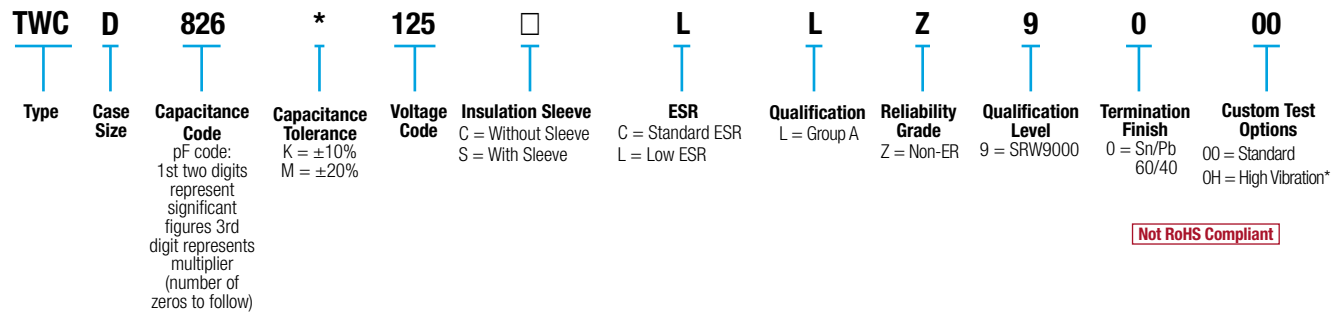 TWC D 826 * 125 □ L L Z 9 0 00
Type
Case
Size
Capacitance
Code
pF code:
1st two digits
represent
significant
figures 3rd
digit represents
multiplier
(number of
zeros to follow)
Capacitance
Tolerance
K = ±10%
M = ±20%
Voltage
Code
Insulation Sleeve
C = Without Sleeve
S = With Sleeve
ESR
C = Standard ESR
L = Low ESR
Qualification
L = Group A
Reliability
Grade
Z = Non-ER
Qualification
Level
9 = SRW9000
Termination
Finish
0 = Sn/Pb
60/40
Custom Test
Options
00 = Standard
0H = High Vibration*
Not RoHS Compliant